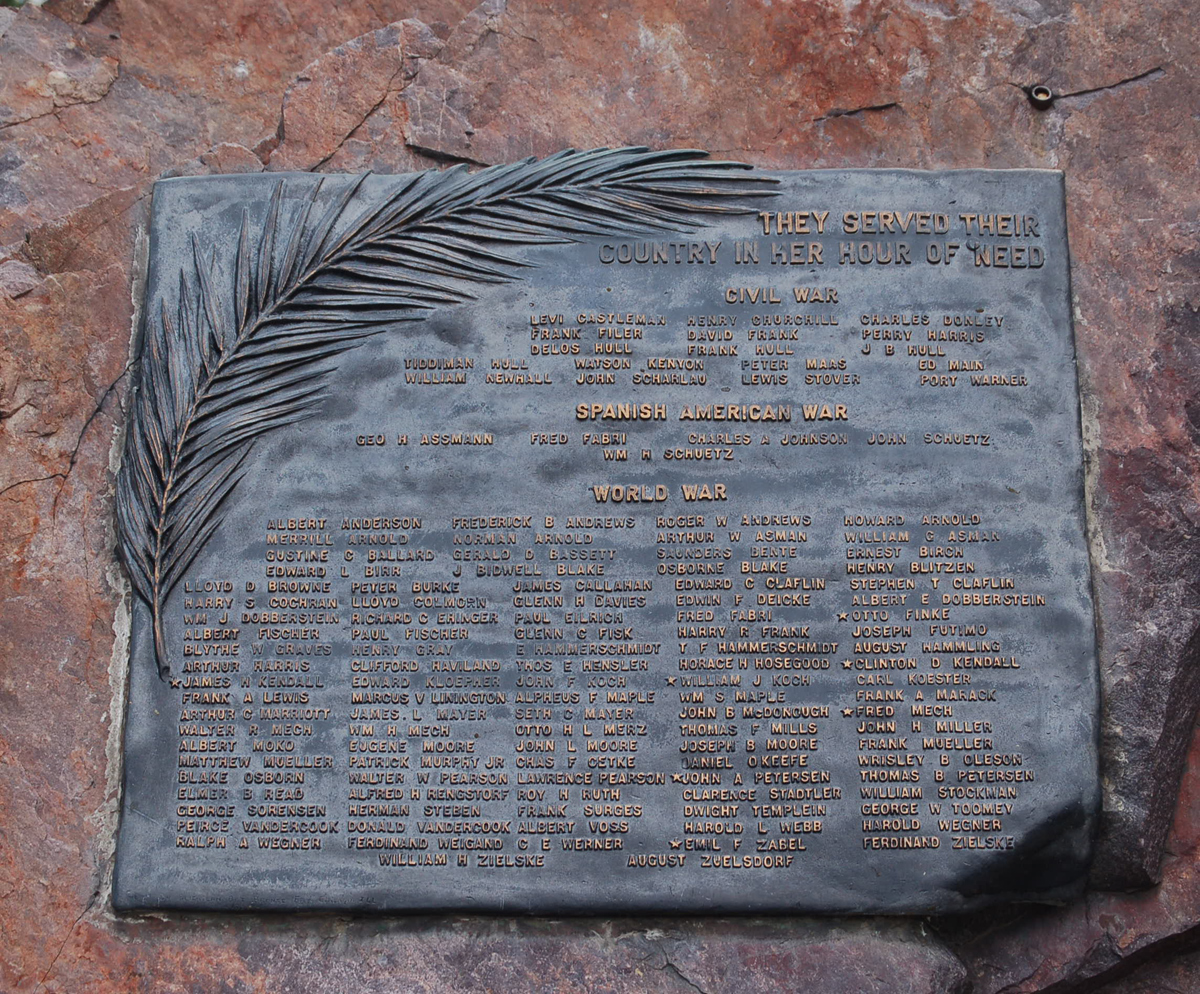 THEY SERVED THEIR
COUNTRY IN HER HOUR OF NEED
CIVIL WAR
LEVI CASTLEMAN HENRY CHURCHILL CHARLES DONLEY
FRANK FILER DAVID FRANK PERRY HARRIS
DELOS HULL FRANK HULL J B HULL
TIDDIMAN HULL WATSON KENYON PETER MAAS ED MAIN
WILLIAM NEWHALL JOHN SCHARLAU LEWIS STOVER PORT WARNER
SPANISH AMERICAN WAR
GEO H ASSMANN FRED FABRI CHARLES A JOHNSON JOHN SCHUETZ
WM H SCHUETZ
WORLD WAR
ALBERT ANDERSON FREDERICK B ANDREWS ROGER W ANDREWS HOWARD ARNOLD
MERRILL ARNOLD NORMAN ARNOLD ARTHUR W ASMAN WILLIAM G ASMAN
GUSTINE C BALLARD GERALD D BASSETT SAUNDERS BENTE ERNEST BIRCH
EDWARD L BIRR J BIDWELL BLAKE OSBORNE BLAKE HENRY BLITZEN
LLOYD D BROWNE PETER BURKE JAMES CALLAHAN EDWARD C CLAFLIN STEPHEN T CLAFLIN
HARRY S COCHRAN LLOYD COLMORN GLENN H DAVIES EDWIN F DEICKE ALBERT E DOBBERSTEIN
WM J DOBBERSTEIN RICHARD C EHINGER PAUL EILRICH FRED FABRI ★OTTO FINKE
ALBERT FISCHER PAUL FISCHER GLENN C FISK HARRY R FRANK JOSEPH FUTIMO
BLYTHE W GRAVES HENRY GRAY E HAMMERSCHMIDT T F HAMMERSCHMIDT AUGUST HAMMLING
ARTHUR HARRIS CLIFFORD HAVILAND THOS E HENSLER HORACE H HOSEGOOD ★CLINTON D KENDALL
★JAMES N KENDALL EDWARD KLOEPHER JOHN F KOCH ★WILLIAM J KOCH CARL KOESTER
FRANK A LEWIS MARCUS V LININGTON ALPHEUS F MAPLE WM S MAPLE FRANK A MARACK
ARTHUR C MARRIOTT JAMES. L MAYER SETH C MAYER JOHN B McDONOUGH ★FRED MECH
WALTER R MECH WM H MECH OTTO H L MERZ THOMAS F MILLS JOHN H MILLER
ALBERT MOKO EUGENE MOORE JOHN L MOORE JOSEPH B MOORE FRANK MUELLER
MATTHEW MUELLER PATRICK MURPHY JR CHAS F OETKE DANIEL OKEEFE WRISLEY B OLESON
BLAKE OSBORN WALTER W PEARSON LAWRENCE PEARSON ★JOHN A PETERSEN THOMAS B PETERSEN
ELMER B READ ALFRED H RENGSTORF ROY H RUTH CLARENCE STADTLER WILLIAM STOCKMAN
GEORGE SORENSEN HERMAN STEBEN FRANK SURGES DWIGHT TEMPLEIN GEORGE W TOOMEY
PEIRCE VANDERCOOK DONALD VANDERCOOK ALBERT VOSS HAROLD L WEBB HAROLD WEGNER
RALPH A WEGNER FERDINAND WEIGAND C E WERNER ★EMIL F ZABEL FERDINAND ZIELSKE
WILLIAM H ZIELSKE AUGUST ZUELSDORF